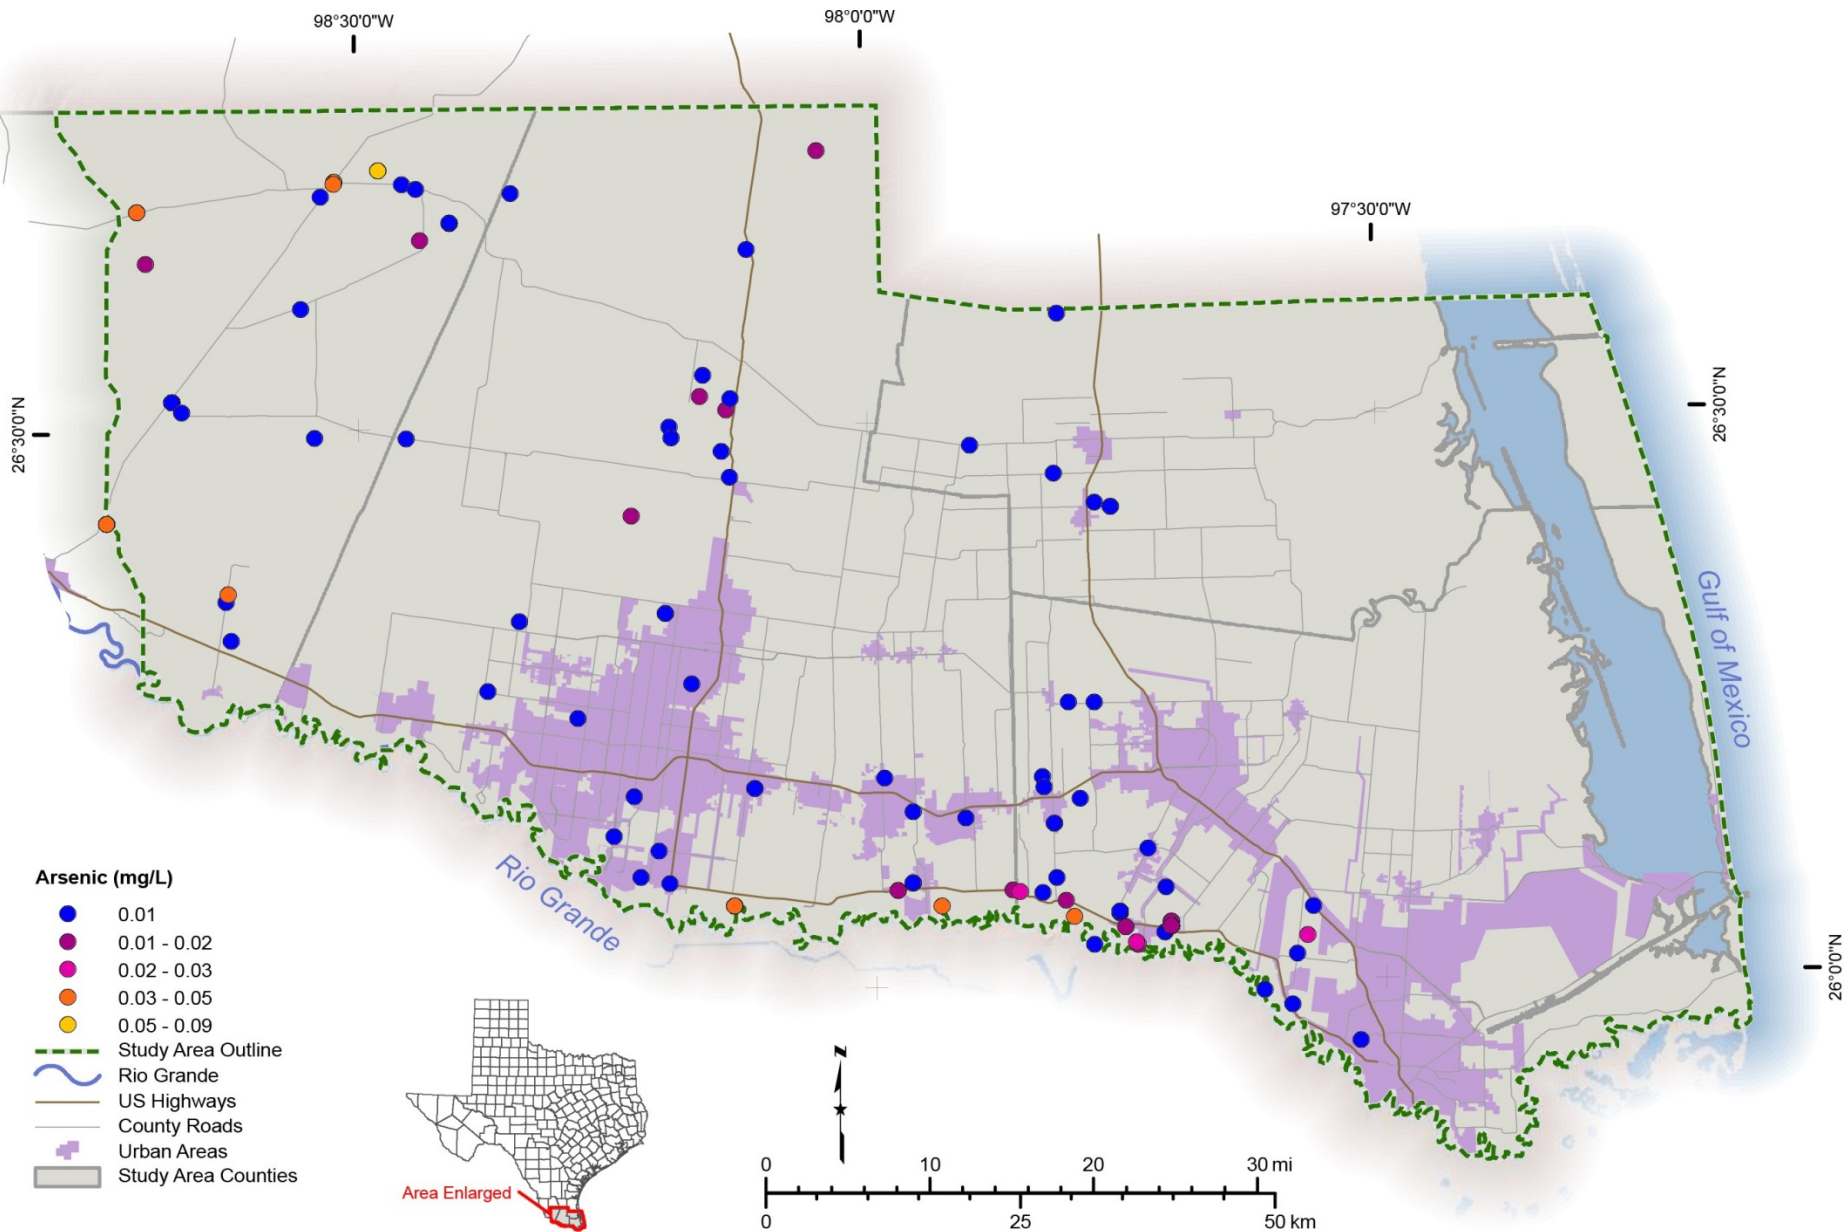 98°30'0"W
98°0'0"W
97°30'0"W
26°30'0"N
26°30'0"N
Gulf of Mexico
Rio Grande
26°0'0"N
Arsenic (mg/L)
0.01
0.01 - 0.02
0.02 - 0.03
0.03 - 0.05
0.05 - 0.09
Study Area Outline
Rio Grande
US Highways
County Roads
Urban Areas
Study Area Counties
Area Enlarged
N
0 10 20 30 mi
0 25 50 km